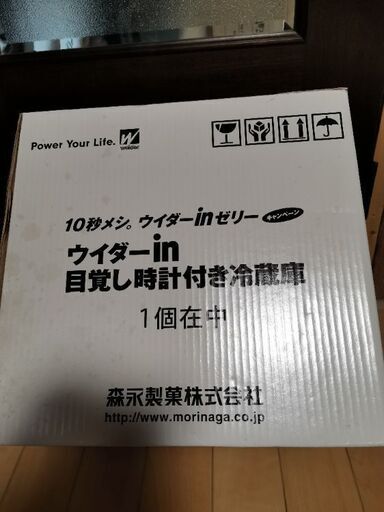 Power Your Life. W
Weider
10秒メシ。ウイダーinゼリー キャンペーン
ウイダーin
目覚し時計付き冷蔵庫
1個在中
森永製菓株式会社
http://www.morinaga.co.jp